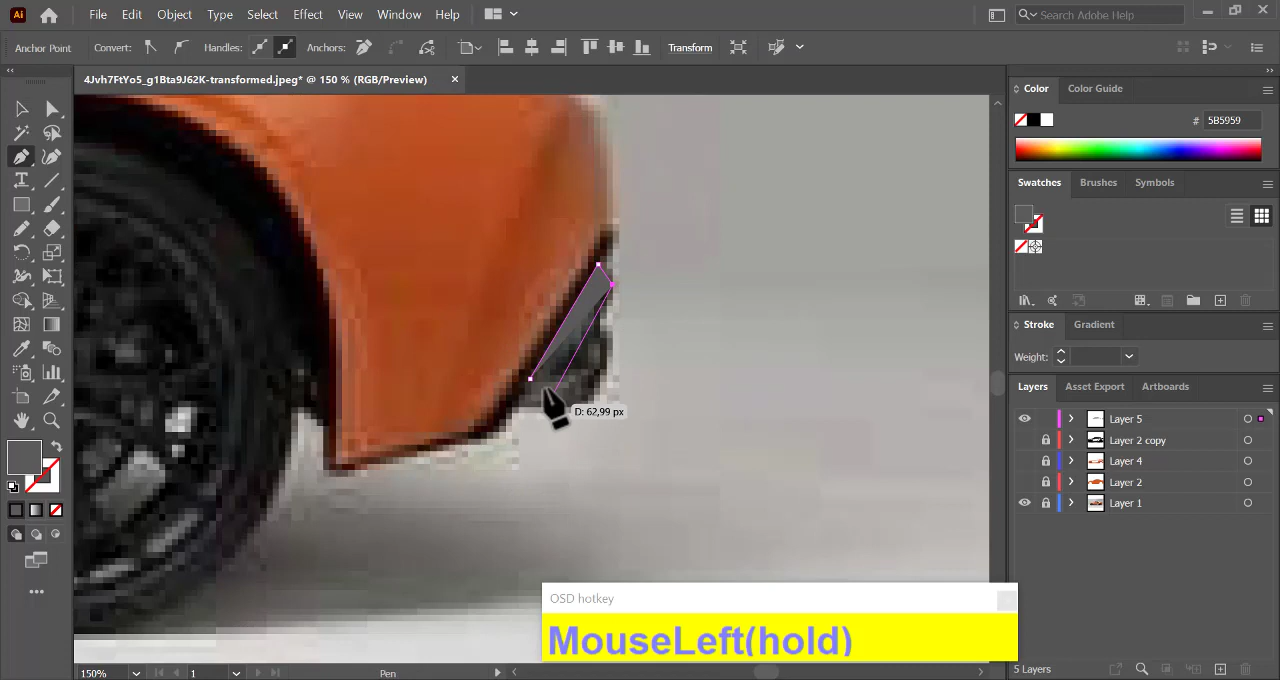 Ai File Edit Object Type Select Effect View Window Help Search Adobe Help
Anchor Point Convert: Handles: Anchors: Transform
4Jvh7FtYo5_g1Bta9J62K-transformed.jpeg* @ 150 % (RGB/Preview)
Color Color Guide
# 5B5959
Swatches Brushes Symbols
Stroke Gradient
Weight:
Layers Asset Export Artboards
Layer 5
Layer 2 copy
Layer 4
Layer 2
Layer 1
D: 62,99 px
OSD hotkey
MouseLeft(hold)
150% 1 Pen 5 Layers